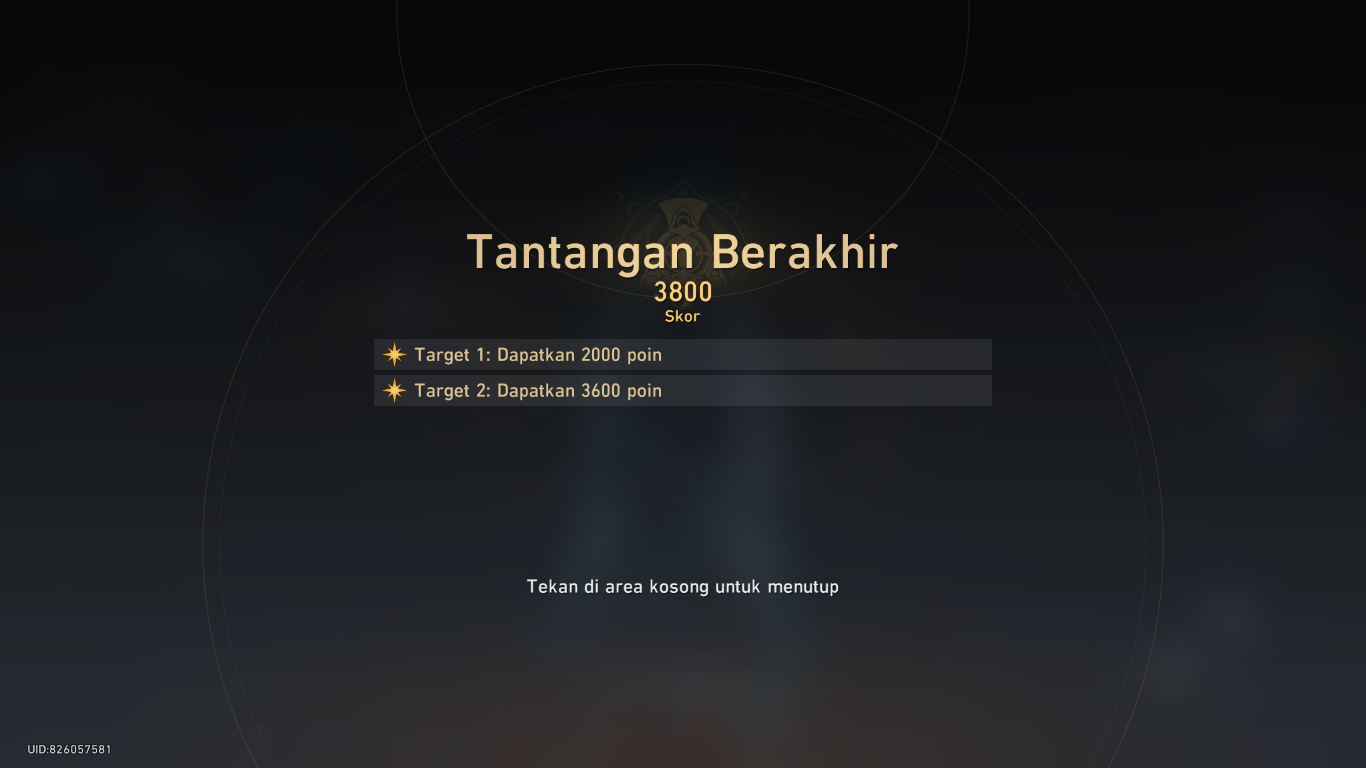 Tantangan Berakhir
3800
Skor
Target 1: Dapatkan 2000 poin
Target 2: Dapatkan 3600 poin
Tekan di area kosong untuk menutup
UID:826057581